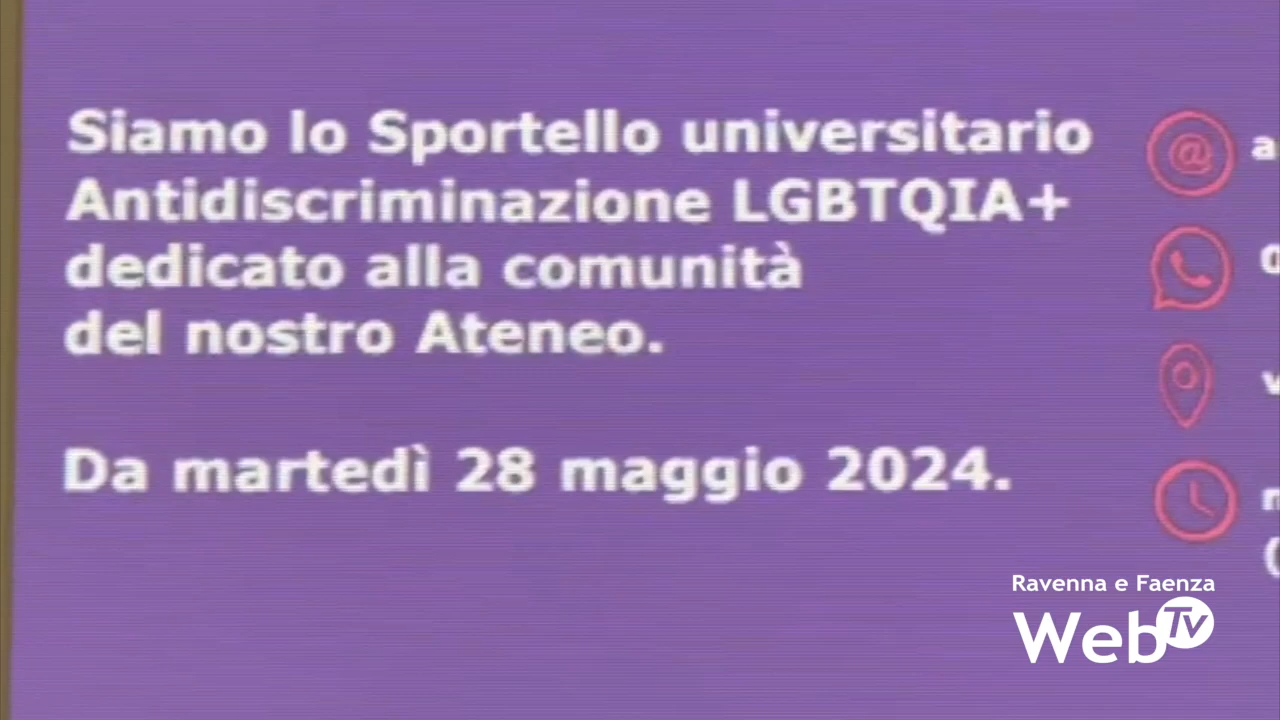 Siamo lo Sportello universitario
Antidiscriminazione LGBTQIA+
dedicato alla comunità
del nostro Ateneo.
Da martedì 28 maggio 2024.
@
Ravenna e Faenza
WebTv